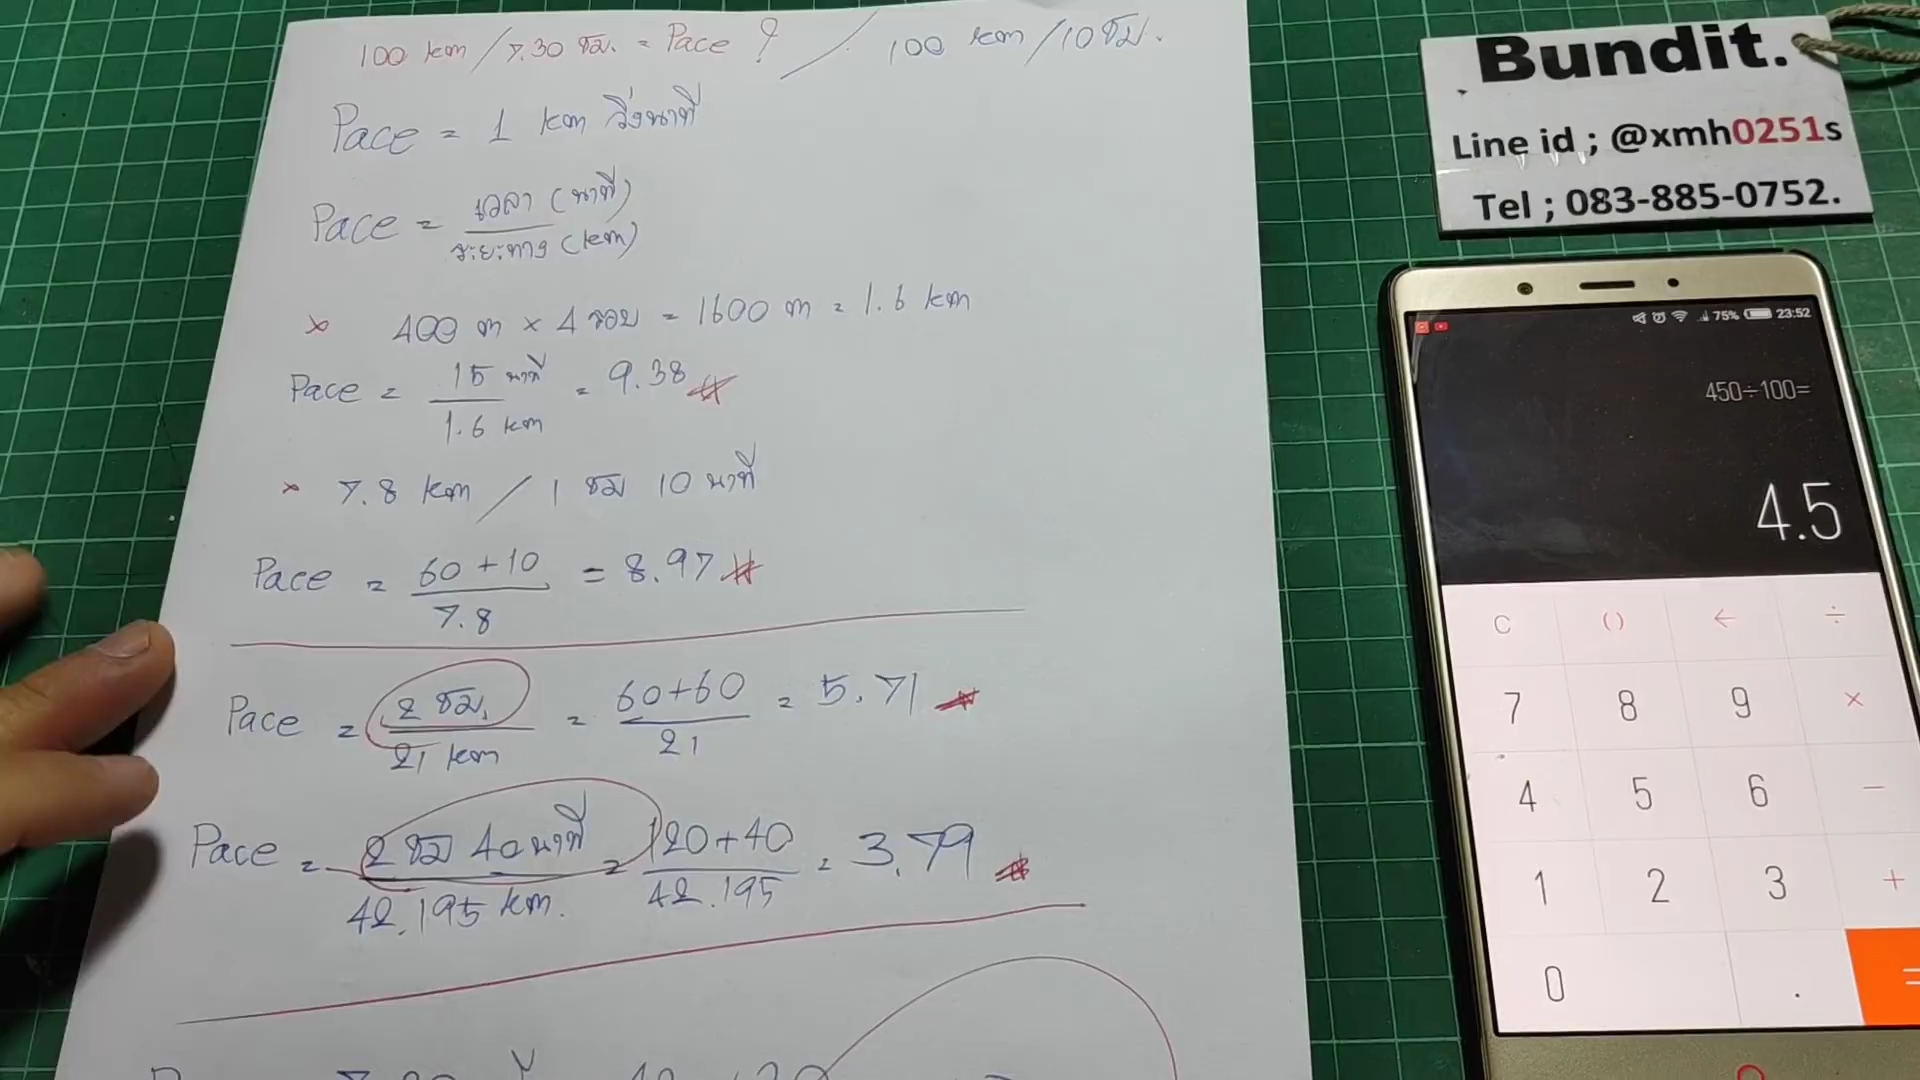 100 km / 7.30 ชม. = Pace ? / 100 km / 10 ชม.
Pace = 1 km วิ่งนาที
Pace = เวลา (นาที)
ระยะทาง (km)
× 400 m × 4 รอบ = 1600 m = 1.6 km
Pace = 15 นาที = 9.38 #
1.6 km
× 7.8 km / 1 ชม 10 นาที
Pace = 60 + 10 = 8.97 #
7.8
Pace = 2 ชม. = 60+60 = 5.71 #
21 km 21
Pace = 2 ชม 40 นาที = 120+40 = 3.79 #
42.195 km. 42.195
Bundit.
Line id ; @xmh0251s
Tel ; 083-885-0752.
75% 23:52
450÷100=
4.5
C () ← ÷
7 8 9 ×
4 5 6 −
1 2 3 +
0 . =